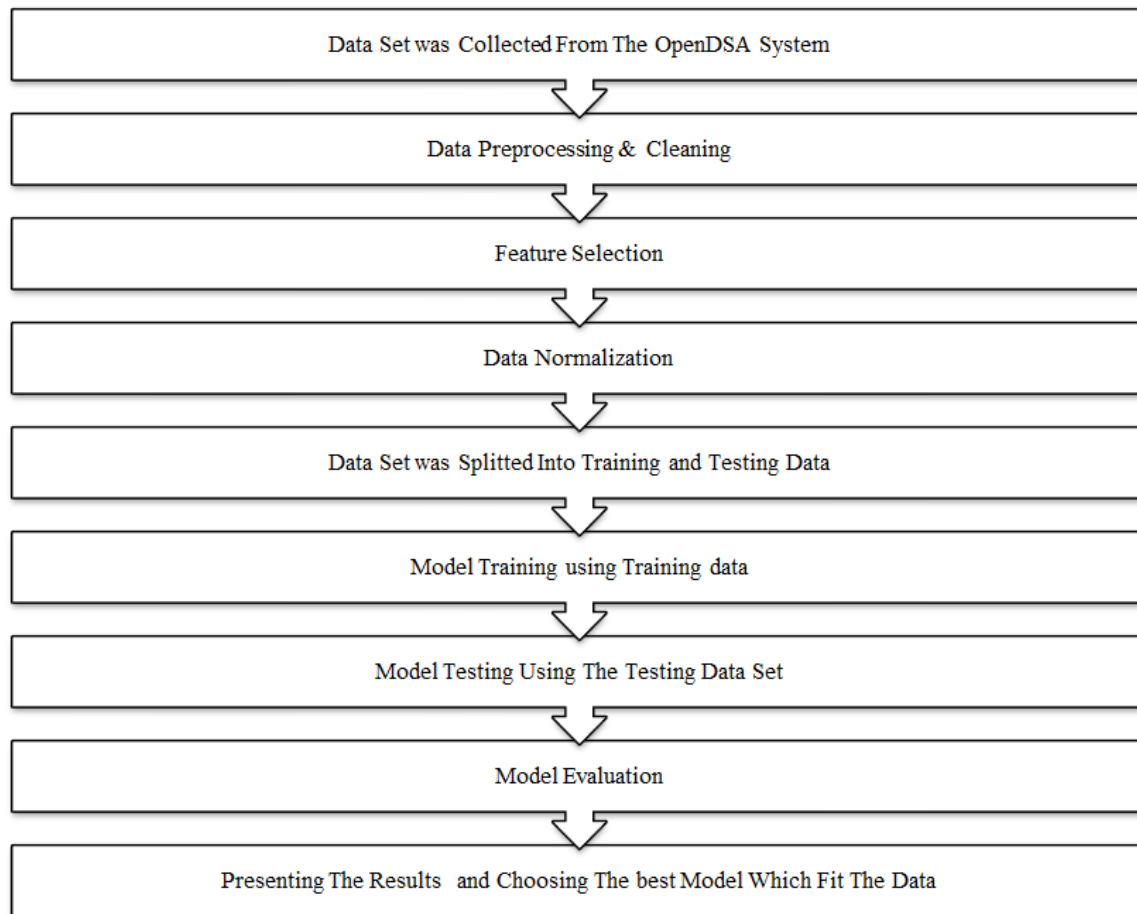 Data Set was Collected From The OpenDSA System
Data Preprocessing & Cleaning
Feature Selection
Data Normalization
Data Set was Splitted Into Training and Testing Data
Model Training using Training data
Model Testing Using The Testing Data Set
Model Evaluation
Presenting The Results and Choosing The best Model Which Fit The Data